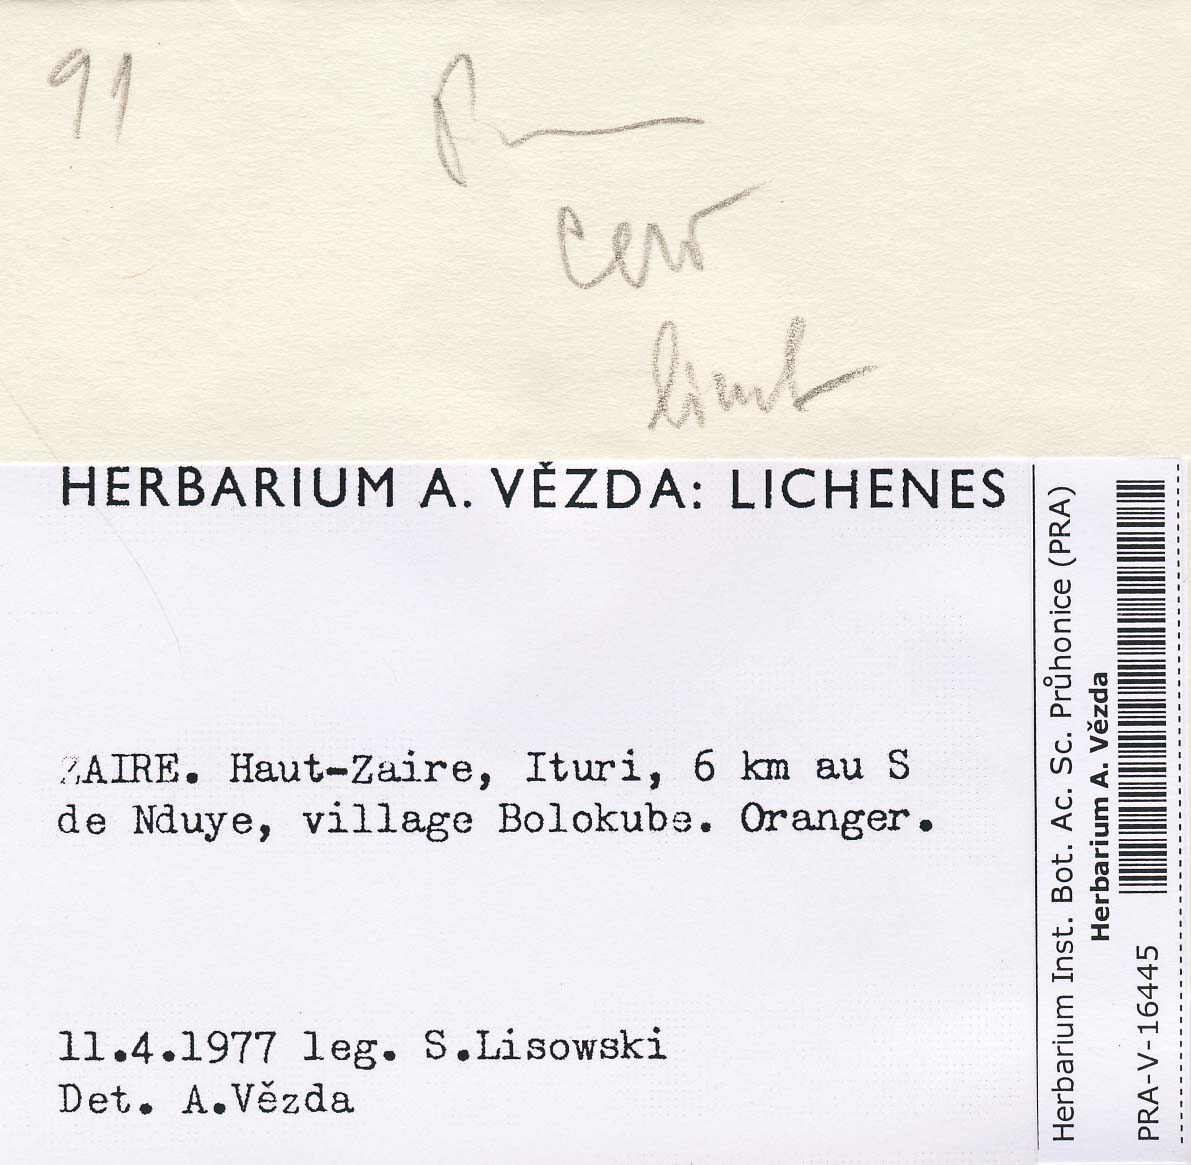 91
HERBARIUM A. VĚZDA: LICHENES
ZAIRE. Haut-Zaire, Ituri, 6 km au S
de Nduye, village Bolokube. Oranger.
11.4.1977 leg. S.Lisowski
Det. A.Vězda
Herbarium Inst. Bot. Ac. Sc. Průhonice (PRA)
Herbarium A. Vězda
PRA-V-16445